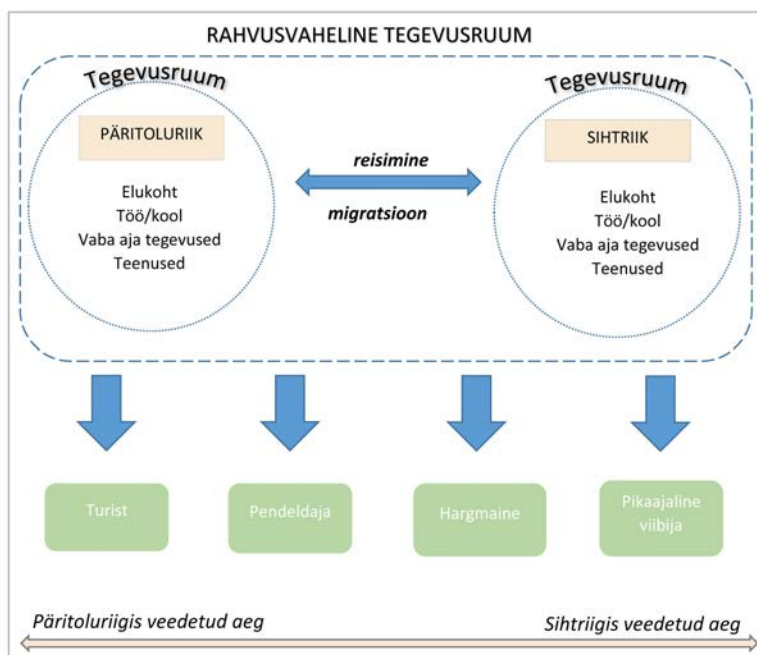 RAHVUSVAHELINE TEGEVUSRUUM
Tegevusruum
PÄRITOLURIIK
Elukoht
Töö/kool
Vaba aja tegevused
Teenused
reisimine
migratsioon
Tegevusruum
SIHTRIIK
Elukoht
Töö/kool
Vaba aja tegevused
Teenused
Turist
Pendeldaja
Hargmaine
Pikaajaline
viibija
Päritoluriigis veedetud aeg
Sihtriigis veedetud aeg